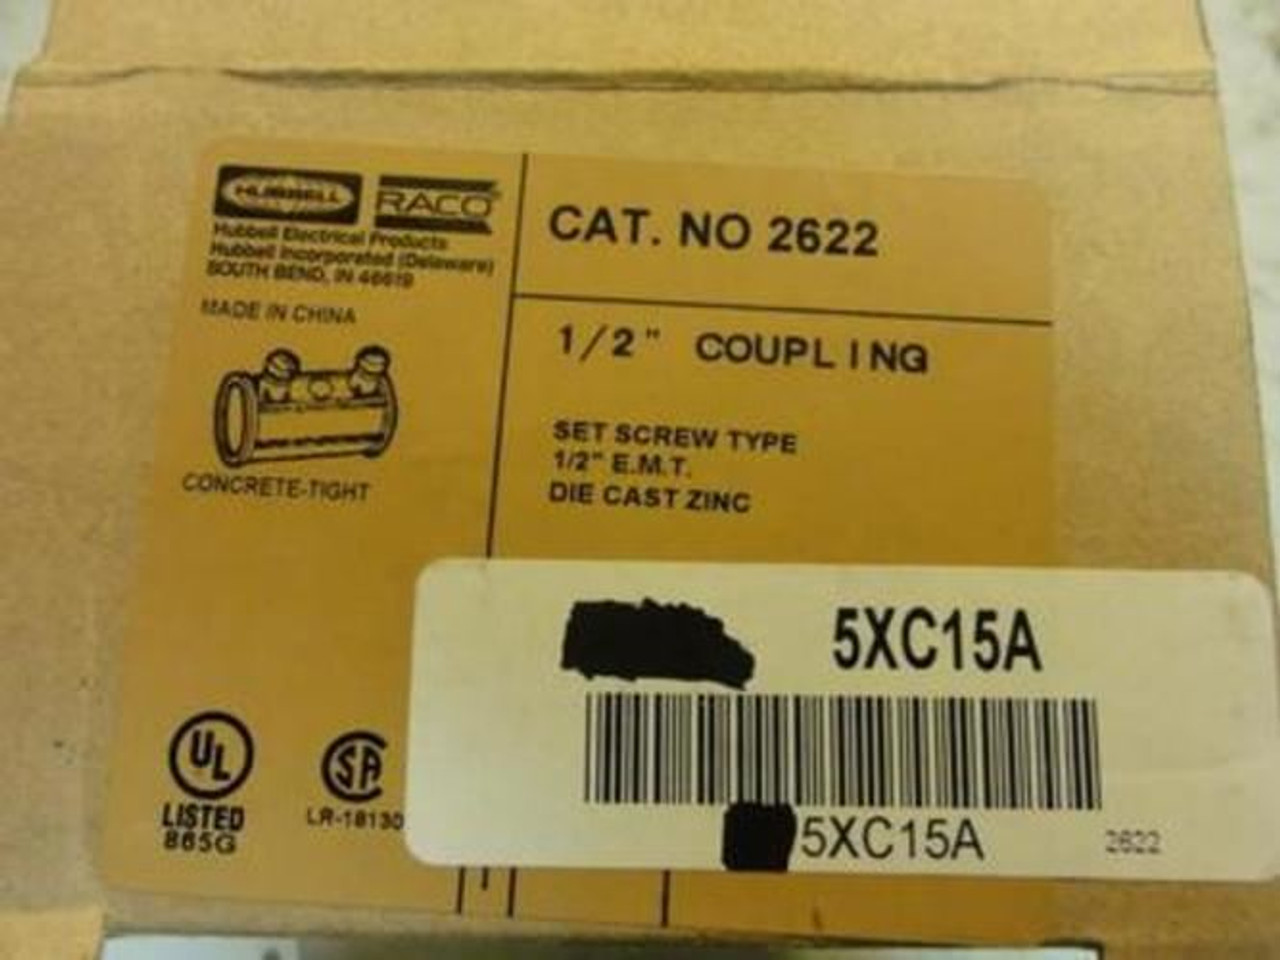 HUBBELL RACO
Hubbell Electrical Products
Hubbell Incorporated (Delaware)
SOUTH BEND, IN 46619
MADE IN CHINA
CONCRETE-TIGHT
CAT. NO 2622
1/2" COUPLING
SET SCREW TYPE
1/2" E.M.T.
DIE CAST ZINC
UL
LISTED
865G
SA
LR-18130
5XC15A
5XC15A
2622